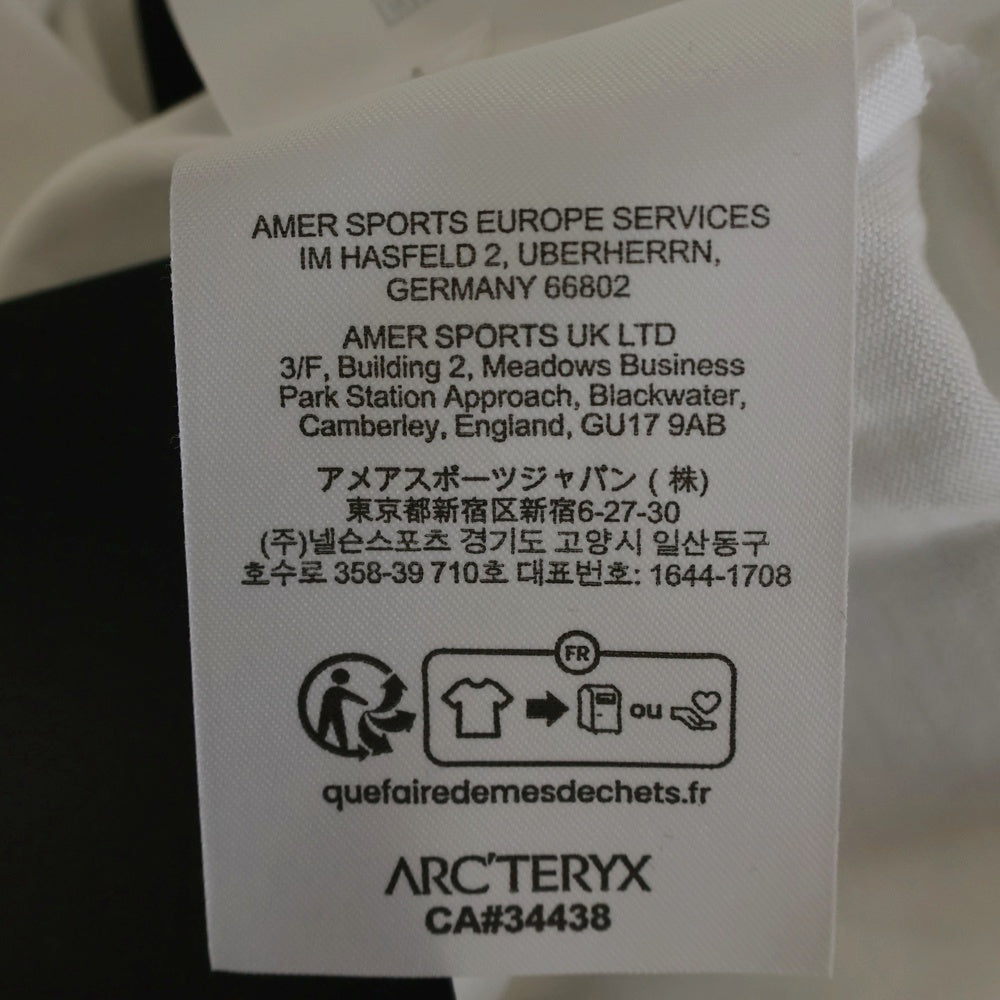 AMER SPORTS EUROPE SERVICES
IM HASFELD 2, UBERHERRN,
GERMANY 66802
AMER SPORTS UK LTD
3/F, Building 2, Meadows Business
Park Station Approach, Blackwater,
Camberley, England, GU17 9AB
アメアスポーツジャパン (株)
東京都新宿区新宿6-27-30
(주)넬슨스포츠 경기도 고양시 일산동구
호수로 358-39 710호 대표번호: 1644-1708
FR
ou
quefairedemesdechets.fr
ARC'TERYX
CA#34438